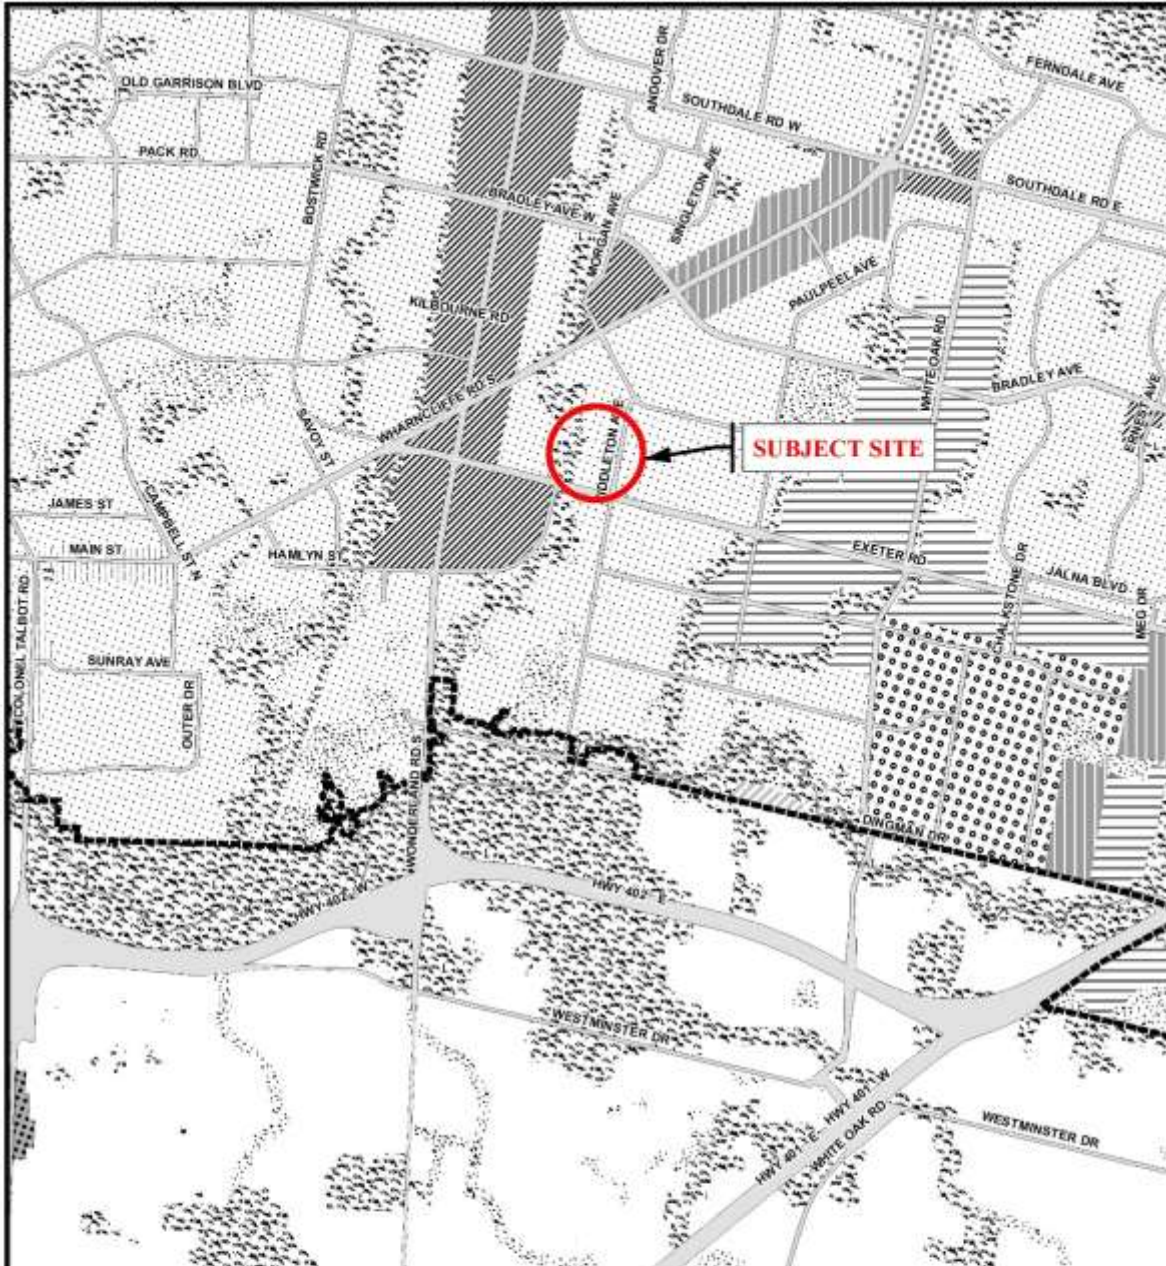 ANDOVER DR
FERNDALE AVE
OLD GARRISON BLVD
SOUTHDALE RD W
PACK RD
BOSTWICK RD
SINGLETON AVE
SOUTHDALE RD E
BRADLEY AVE W
MORGAN AVE
PAULPEEL AVE
KILBOURNE RD
WHITE OAK RD
BRADLEY AVE
WHARNCLIFFE RD S
ERNEST AVE
SAVOY ST
SUBJECT SITE
JAMES ST
CAMPBELL ST N
MAIN ST
HAMLYN ST
EXETER RD
JALNA BLVD
CHALKSTONE DR
MEG DR
COLONEL TALBOT RD
SUNRAY AVE
OUTER DR
WONDERLAND RD S
DINGMAN DR
HWY 402 W
HWY 402 E
WESTMINSTER DR
HWY 401 E
HWY 401 W
WHITE OAK RD
WESTMINSTER DR